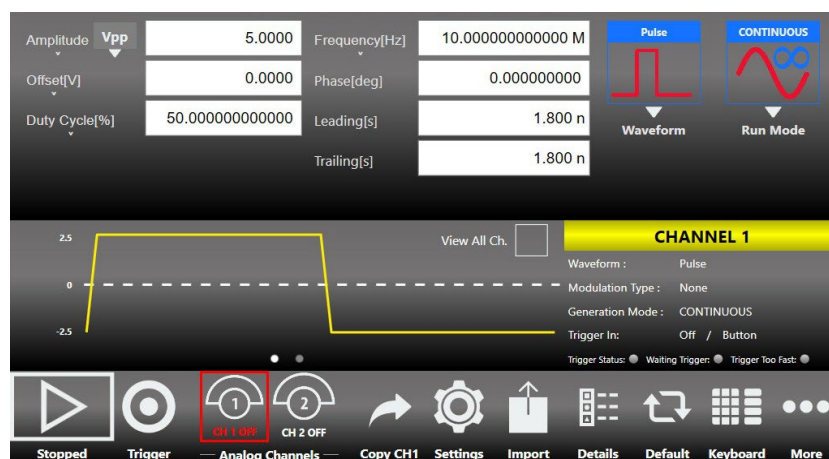 Amplitude Vpp 5.0000 Frequency[Hz] 10.000000000000 M Pulse CONTINUOUS
Offset[V] 0.0000 Phase[deg] 0.000000000
Duty Cycle[%] 50.000000000000 Leading[s] 1.800 n Waveform Run Mode
Trailing[s] 1.800 n
2.5 View All Ch. CHANNEL 1
Waveform : Pulse
0 Modulation Type : None
Generation Mode : CONTINUOUS
-2.5 Trigger In: Off / Button
Trigger Status: Waiting Trigger: Trigger Too Fast:
1 2
CH 1 OFF CH 2 OFF
Stopped Trigger Analog Channels Copy CH1 Settings Import Details Default Keyboard More